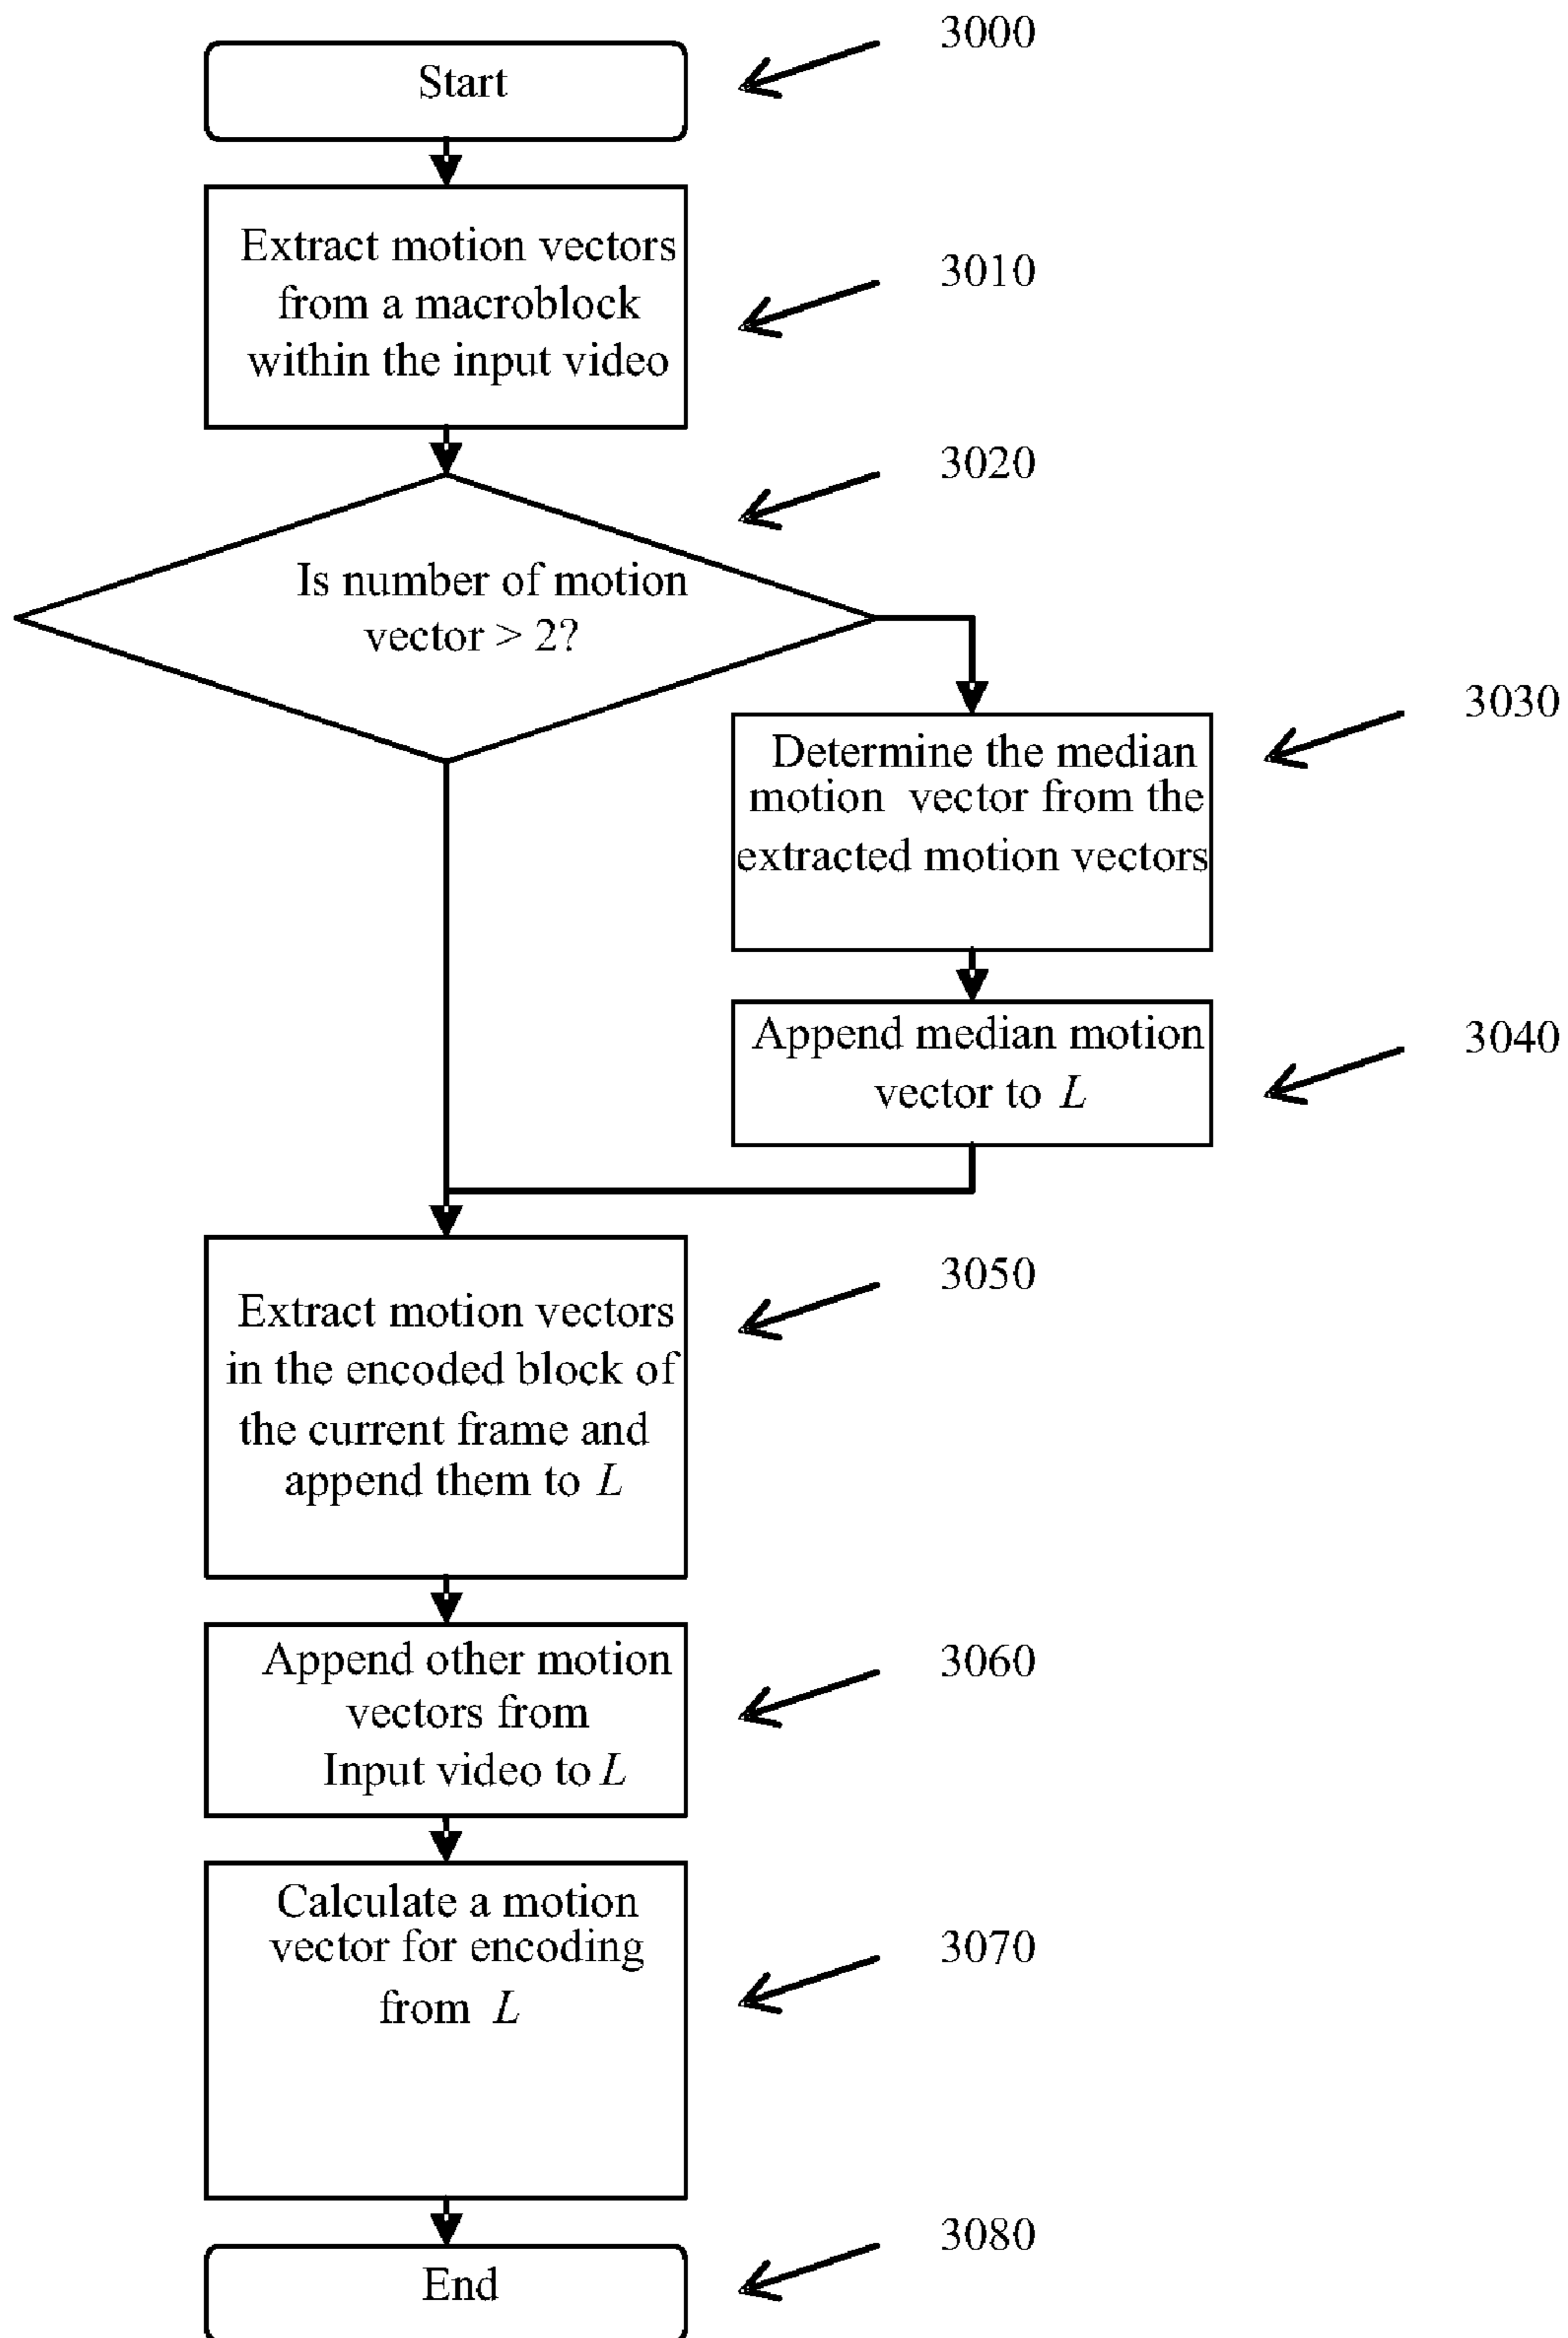 3000
Start
Extract motion vectors
from a macroblock
within the input video
3010
3020
Is number of motion
vector > 2?
3030
Determine the median
motion vector from the
extracted motion vectors
Append median motion
vector to L
3040
3050
Extract motion vectors
in the encoded block of
the current frame and
append them to L
Append other motion
vectors from
Input video to L
3060
Calculate a motion
vector for encoding
from L
3070
3080
End